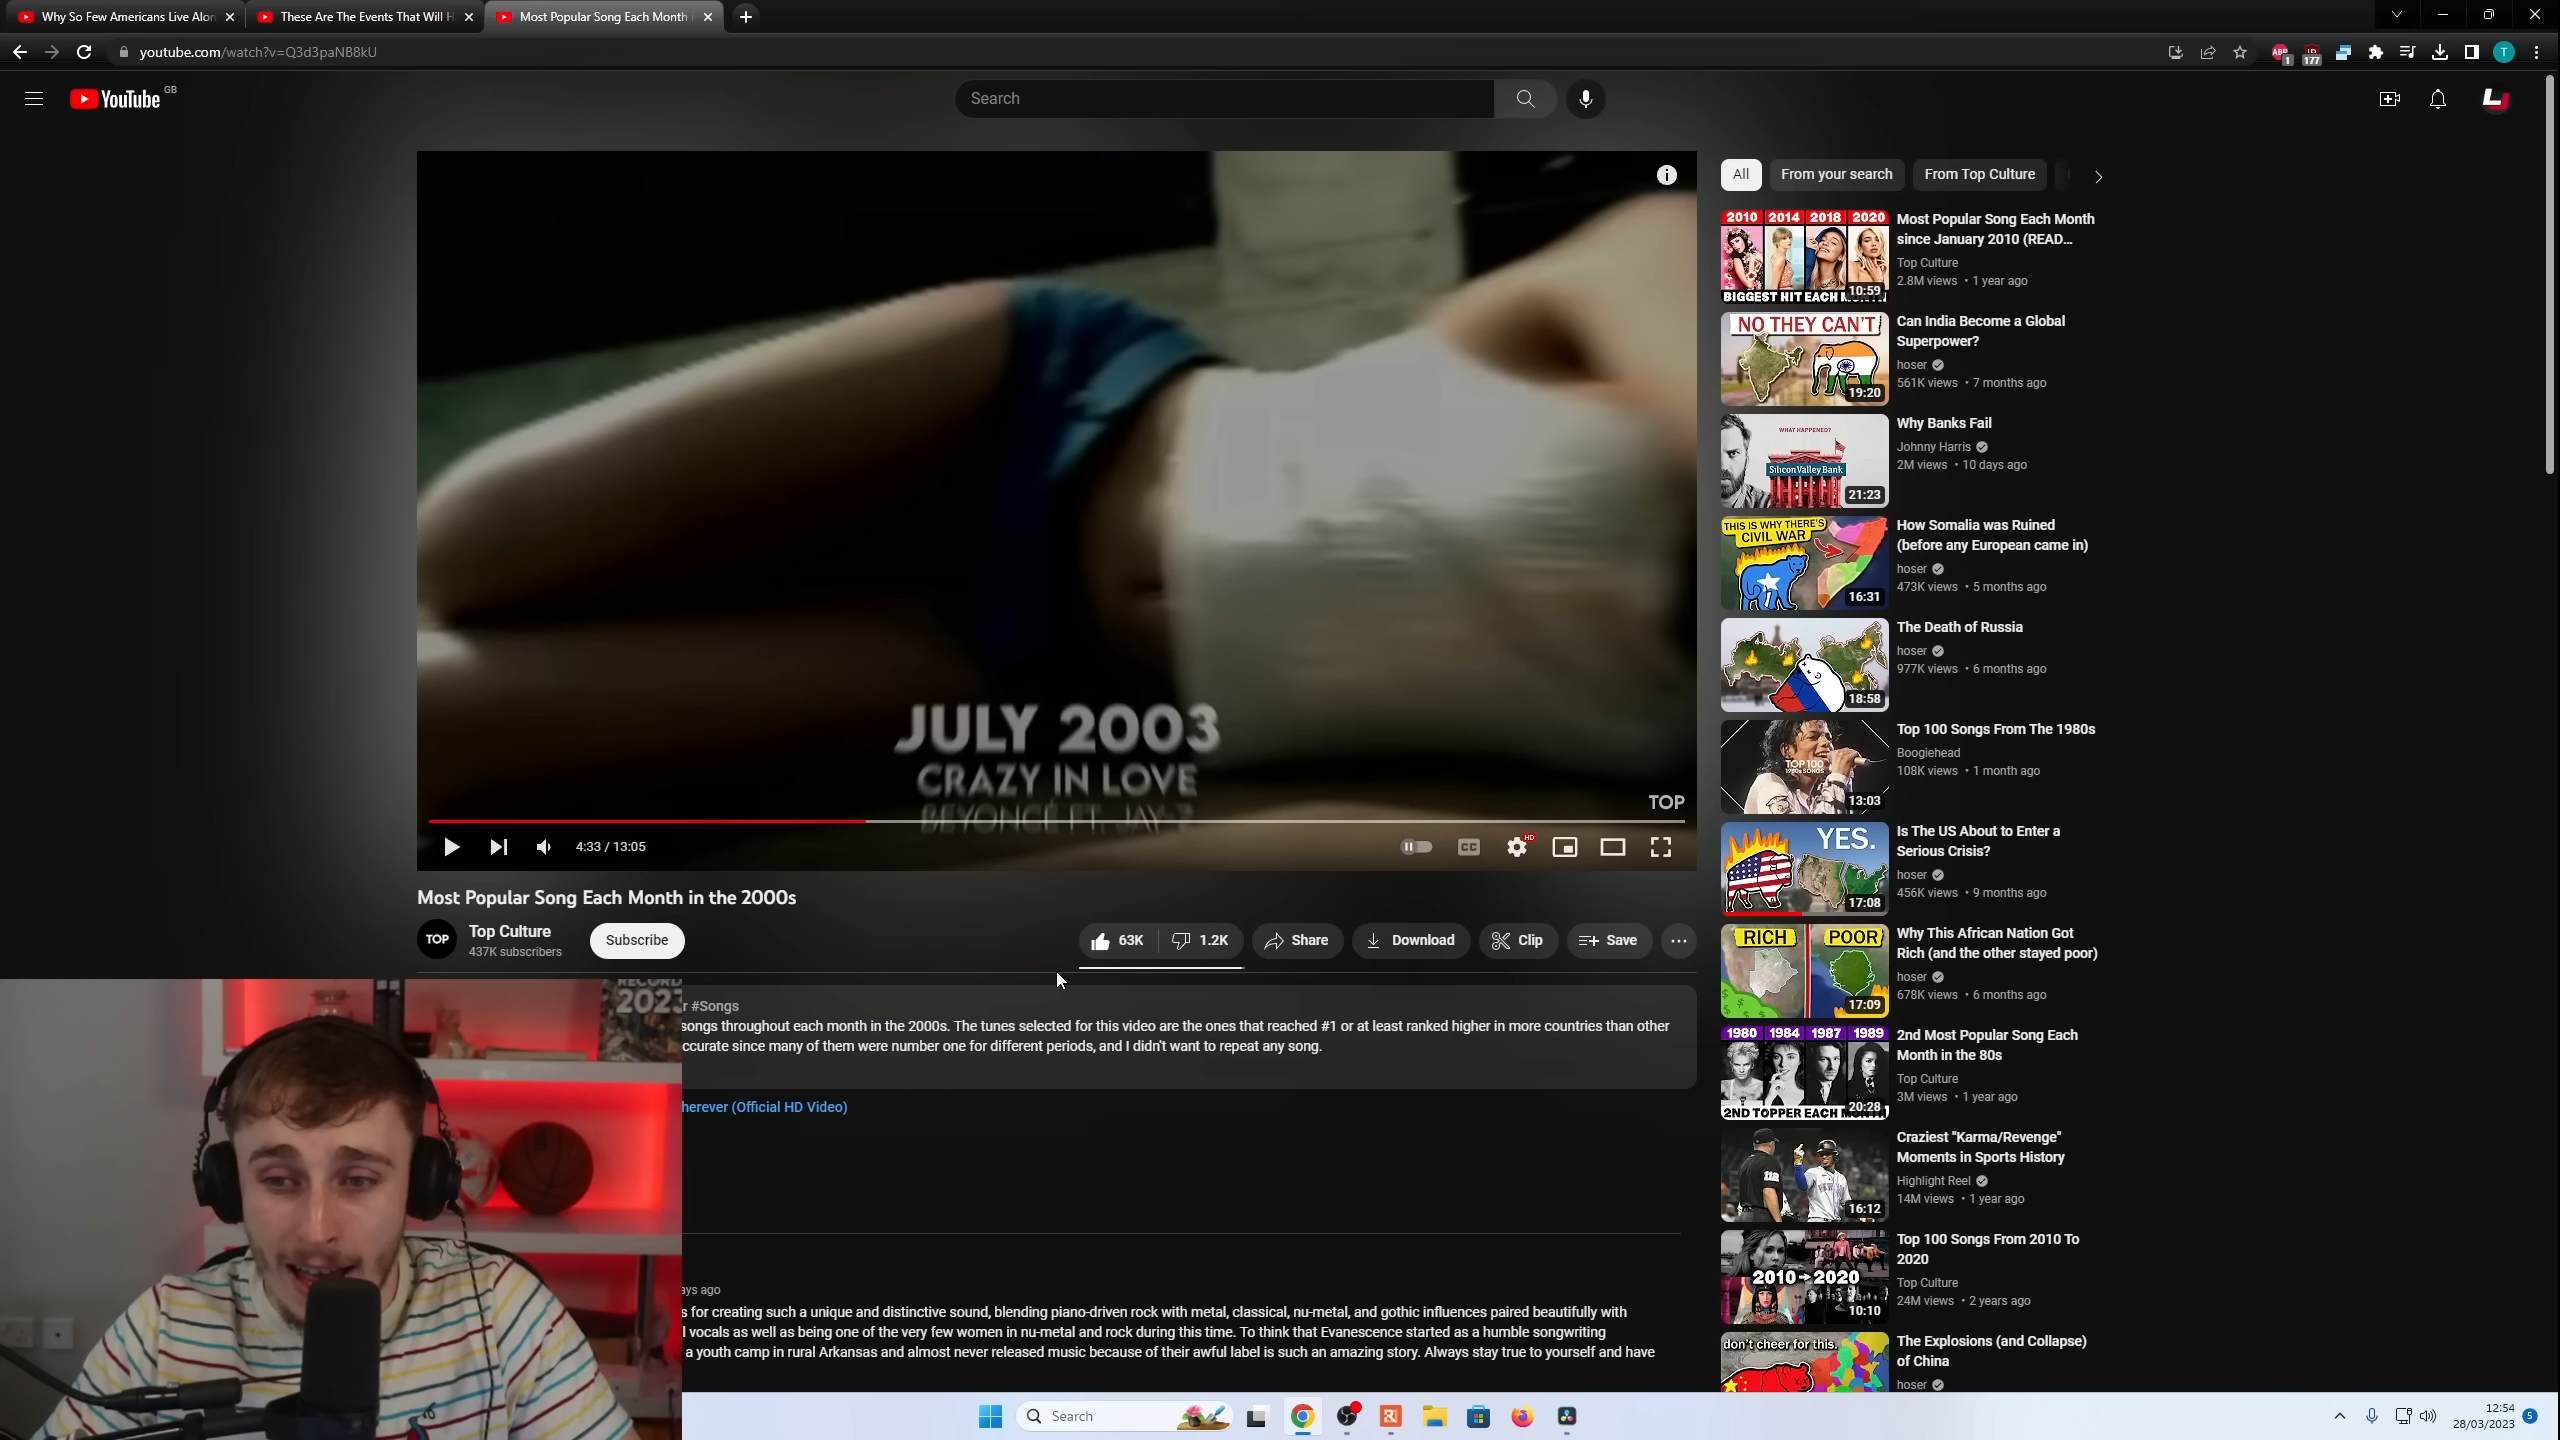 Why So Few Americans Live Alon
These Are The Events That Will H
Most Popular Song Each Month
youtube.com/watch?v=Q3d3paNB8kU
ABP
1
177
T
YouTube GB
Search
JULY 2003
CRAZY IN LOVE
BEYONCÉ FT. JAY-Z
TOP
4:33 / 13:05
CC
HD
Most Popular Song Each Month in the 2000s
TOP
Top Culture
437K subscribers
Subscribe
63K
1.2K
Share
Download
Clip
Save
r #Songs
songs throughout each month in the 2000s. The tunes selected for this video are the ones that reached #1 or at least ranked higher in more countries than other
ccurate since many of them were number one for different periods, and I didn't want to repeat any song.
herever (Official HD Video)
ays ago
s for creating such a unique and distinctive sound, blending piano-driven rock with metal, classical, nu-metal, and gothic influences paired beautifully with
l vocals as well as being one of the very few women in nu-metal and rock during this time. To think that Evanescence started as a humble songwriting
a youth camp in rural Arkansas and almost never released music because of their awful label is such an amazing story. Always stay true to yourself and have
RECORD
2023
All
From your search
From Top Culture
2010 2014 2018 2020
BIGGEST HIT EACH
10:59
Most Popular Song Each Month
since January 2010 (READ...
Top Culture
2.8M views • 1 year ago
NO THEY CAN'T
19:20
Can India Become a Global
Superpower?
hoser
561K views • 7 months ago
WHAT HAPPENED?
Silicon Valley Bank
21:23
Why Banks Fail
Johnny Harris
2M views • 10 days ago
THIS IS WHY THERE'S
CIVIL WAR
16:31
How Somalia was Ruined
(before any European came in)
hoser
473K views • 5 months ago
18:58
The Death of Russia
hoser
977K views • 6 months ago
TOP 100
1980s SONGS
13:03
Top 100 Songs From The 1980s
Boogiehead
108K views • 1 month ago
YES.
17:08
Is The US About to Enter a
Serious Crisis?
hoser
456K views • 9 months ago
RICH POOR
17:09
Why This African Nation Got
Rich (and the other stayed poor)
hoser
678K views • 6 months ago
1980 1984 1987 1989
2ND TOPPER EACH
20:28
2nd Most Popular Song Each
Month in the 80s
Top Culture
3M views • 1 year ago
112
16:12
Craziest "Karma/Revenge"
Moments in Sports History
Highlight Reel
14M views • 1 year ago
2010 → 2020
10:10
Top 100 Songs From 2010 To
2020
Top Culture
24M views • 2 years ago
don't cheer for this.
The Explosions (and Collapse)
of China
hoser
Search
12:54
28/03/2023
5